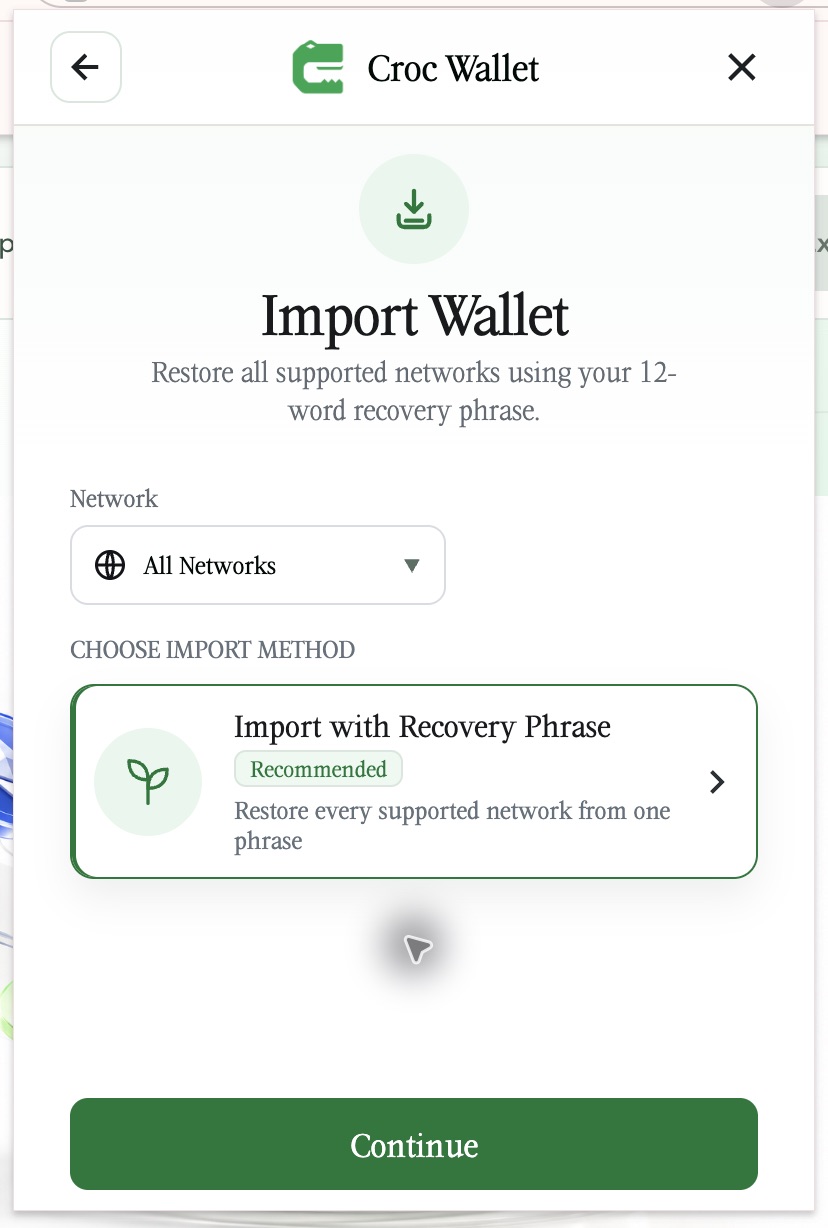 Croc Wallet
Import Wallet
Restore all supported networks using your 12-
word recovery phrase.
Network
All Networks
CHOOSE IMPORT METHOD
Import with Recovery Phrase
Recommended
Restore every supported network from one
phrase
Continue